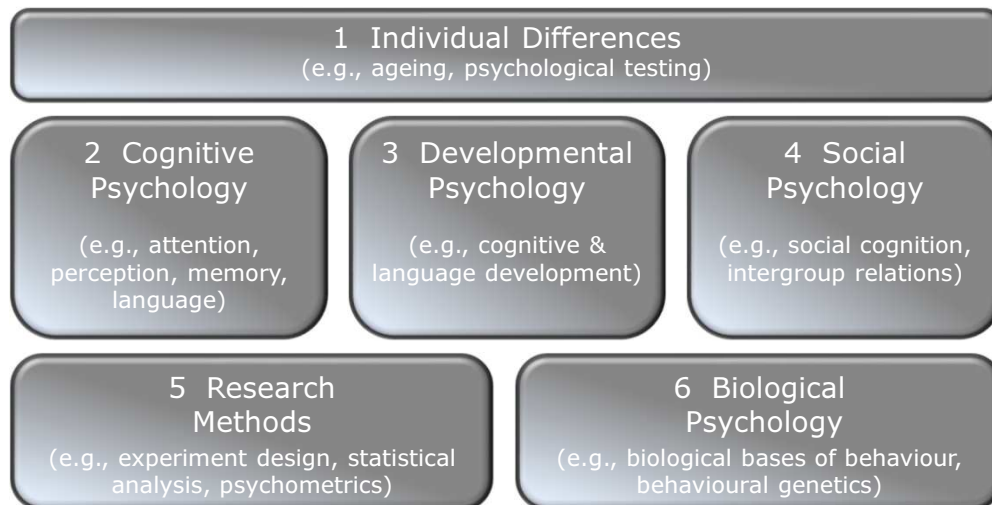 1 Individual Differences
(e.g., ageing, psychological testing)
2 Cognitive
Psychology
(e.g., attention,
perception, memory,
language)
3 Developmental
Psychology
(e.g., cognitive &
language development)
4 Social
Psychology
(e.g., social cognition,
intergroup relations)
5 Research
Methods
(e.g., experiment design, statistical
analysis, psychometrics)
6 Biological
Psychology
(e.g., biological bases of behaviour,
behavioural genetics)